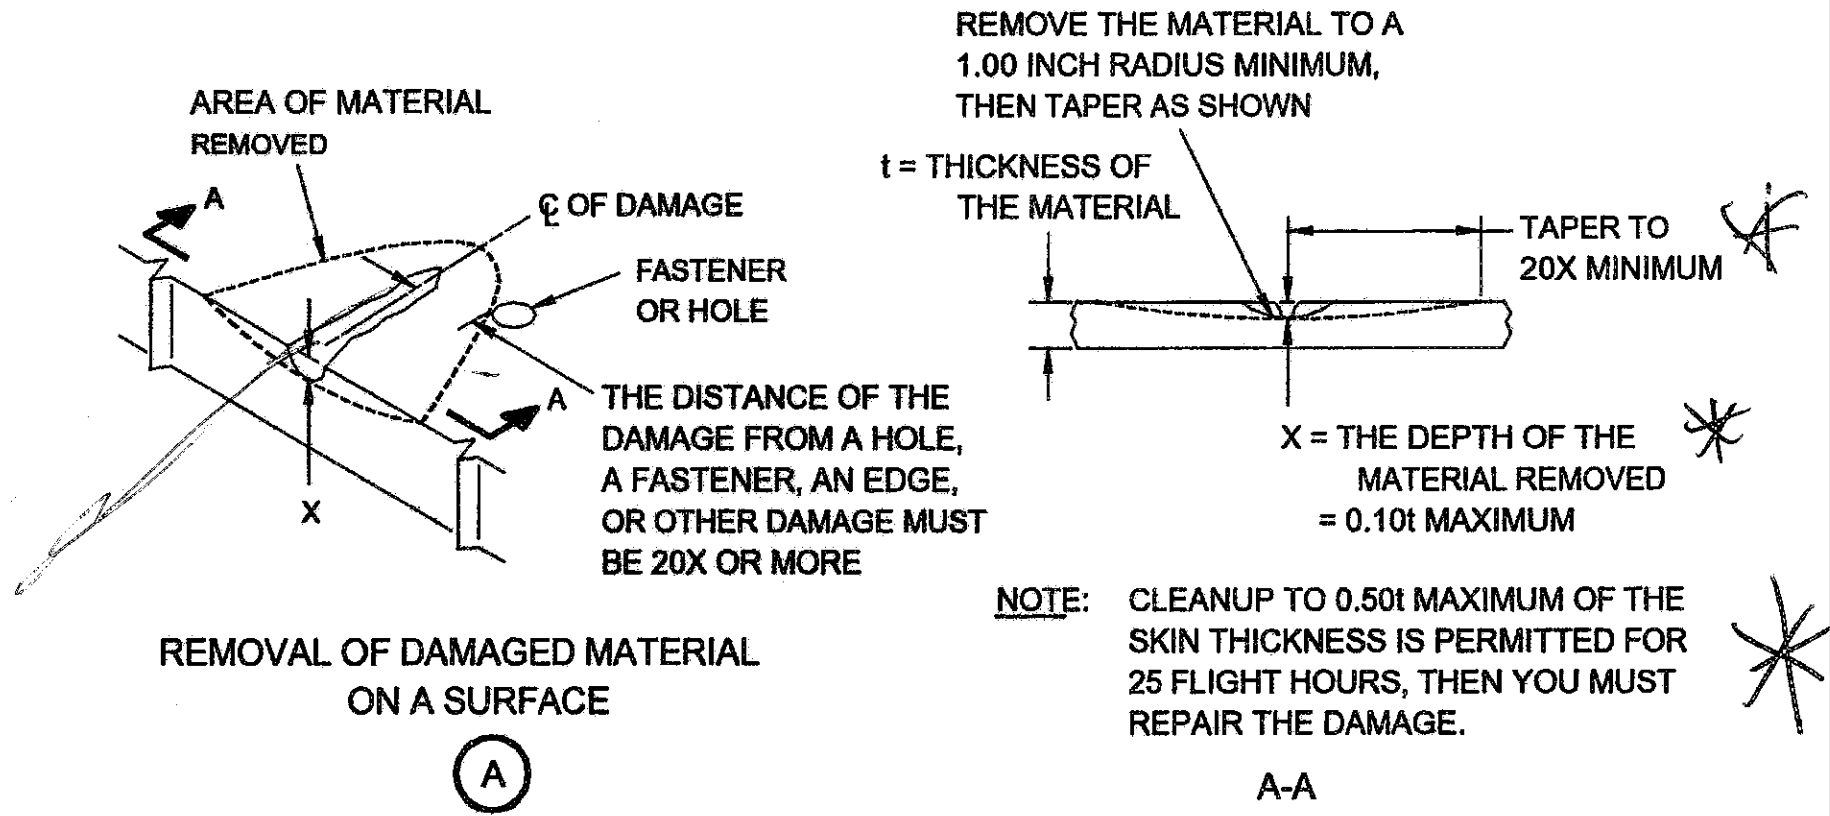 AREA OF MATERIAL
REMOVED
A
℄ OF DAMAGE
FASTENER
OR HOLE
A
THE DISTANCE OF THE
DAMAGE FROM A HOLE,
A FASTENER, AN EDGE,
OR OTHER DAMAGE MUST
BE 20X OR MORE
X
REMOVAL OF DAMAGED MATERIAL
ON A SURFACE
A
REMOVE THE MATERIAL TO A
1.00 INCH RADIUS MINIMUM,
THEN TAPER AS SHOWN
t = THICKNESS OF
THE MATERIAL
TAPER TO
20X MINIMUM
X = THE DEPTH OF THE
MATERIAL REMOVED
= 0.10t MAXIMUM
NOTE: CLEANUP TO 0.50t MAXIMUM OF THE
SKIN THICKNESS IS PERMITTED FOR
25 FLIGHT HOURS, THEN YOU MUST
REPAIR THE DAMAGE.
A-A